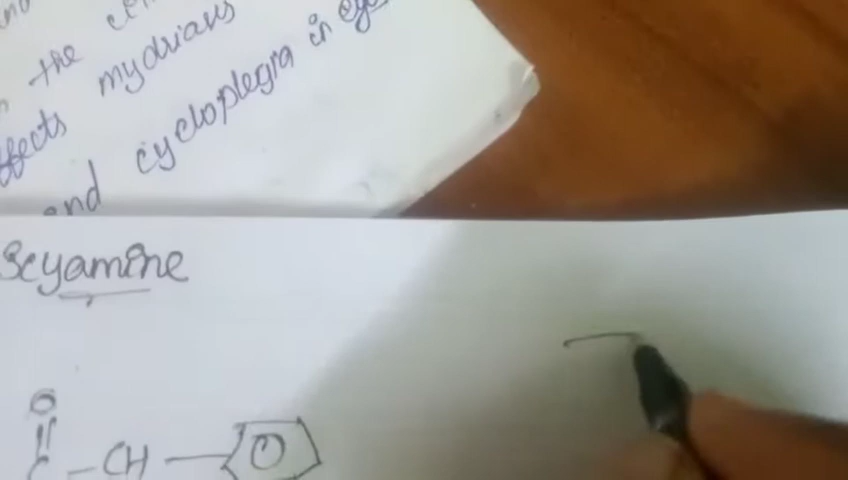 the
effects mydriasis
and cycloplegia in eye
Scyamine
O
C - CH